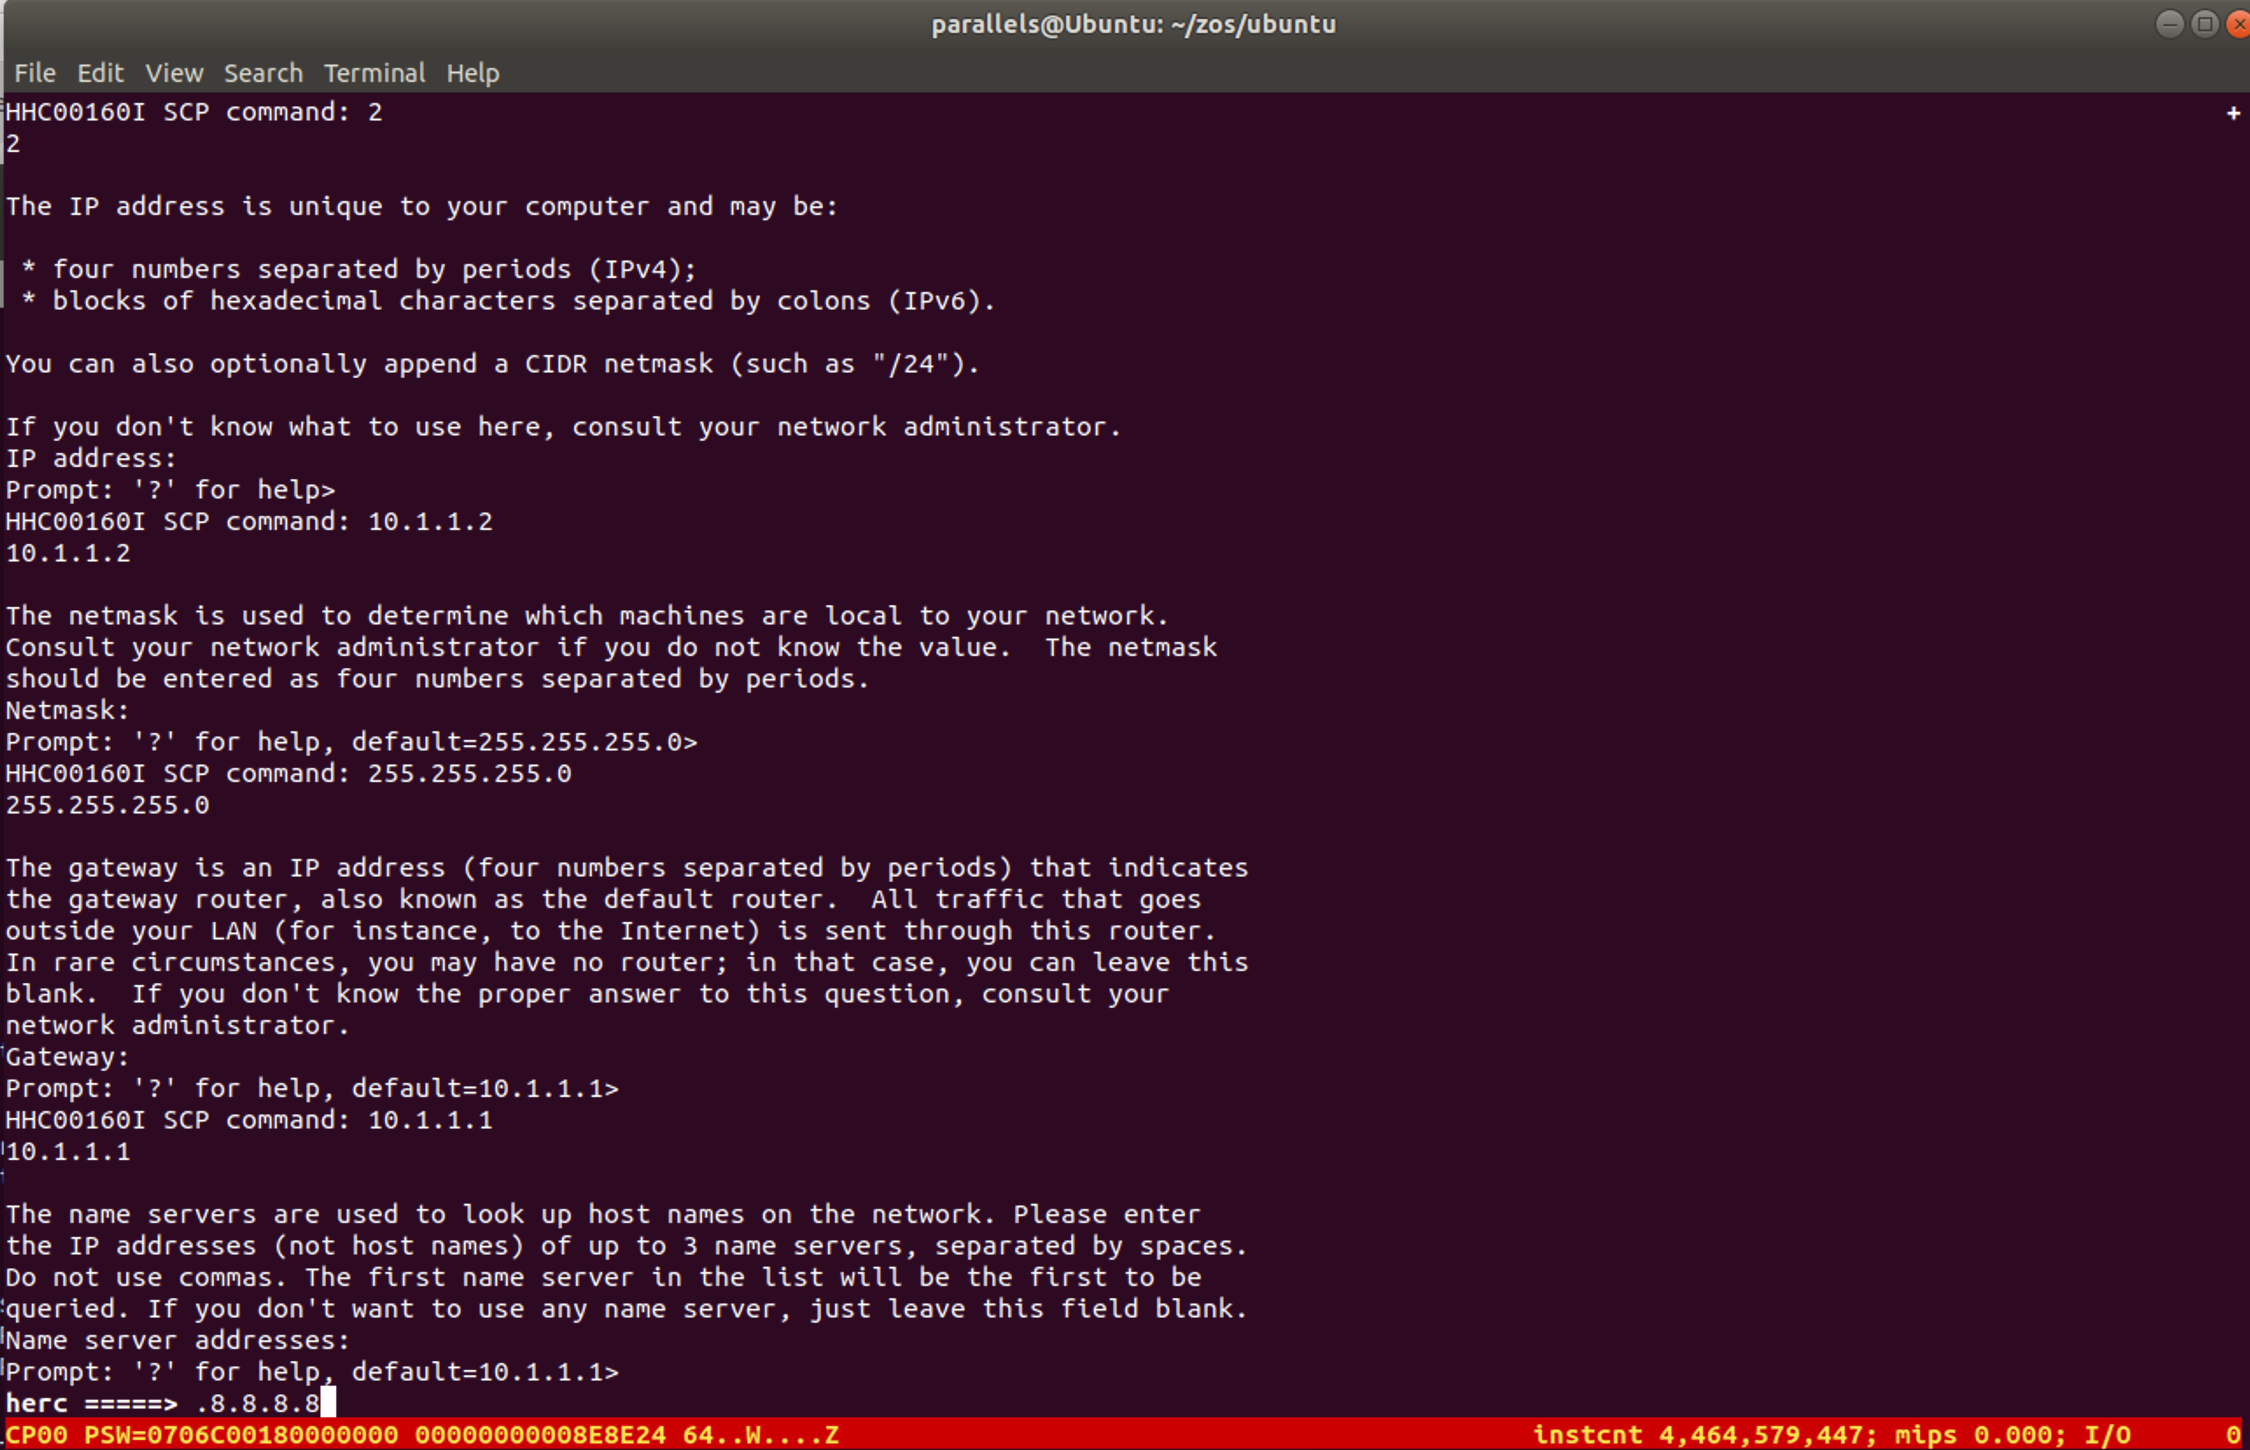 parallels@Ubuntu: ~/zos/ubuntu
File Edit View Search Terminal Help
HHC00160I SCP command: 2 +
2
The IP address is unique to your computer and may be:
* four numbers separated by periods (IPv4);
* blocks of hexadecimal characters separated by colons (IPv6).
You can also optionally append a CIDR netmask (such as "/24").
If you don't know what to use here, consult your network administrator.
IP address:
Prompt: '?' for help>
HHC00160I SCP command: 10.1.1.2
10.1.1.2
The netmask is used to determine which machines are local to your network.
Consult your network administrator if you do not know the value.  The netmask
should be entered as four numbers separated by periods.
Netmask:
Prompt: '?' for help, default=255.255.255.0>
HHC00160I SCP command: 255.255.255.0
255.255.255.0
The gateway is an IP address (four numbers separated by periods) that indicates
the gateway router, also known as the default router.  All traffic that goes
outside your LAN (for instance, to the Internet) is sent through this router.
In rare circumstances, you may have no router; in that case, you can leave this
blank.  If you don't know the proper answer to this question, consult your
network administrator.
Gateway:
Prompt: '?' for help, default=10.1.1.1>
HHC00160I SCP command: 10.1.1.1
10.1.1.1
The name servers are used to look up host names on the network. Please enter
the IP addresses (not host names) of up to 3 name servers, separated by spaces.
Do not use commas. The first name server in the list will be the first to be
queried. If you don't want to use any name server, just leave this field blank.
Name server addresses:
Prompt: '?' for help, default=10.1.1.1>
herc =====> .8.8.8.8
CP00 PSW=0706C00180000000 00000000008E8E24 64..W....Z instcnt 4,464,579,447; mips 0.000; I/O 0